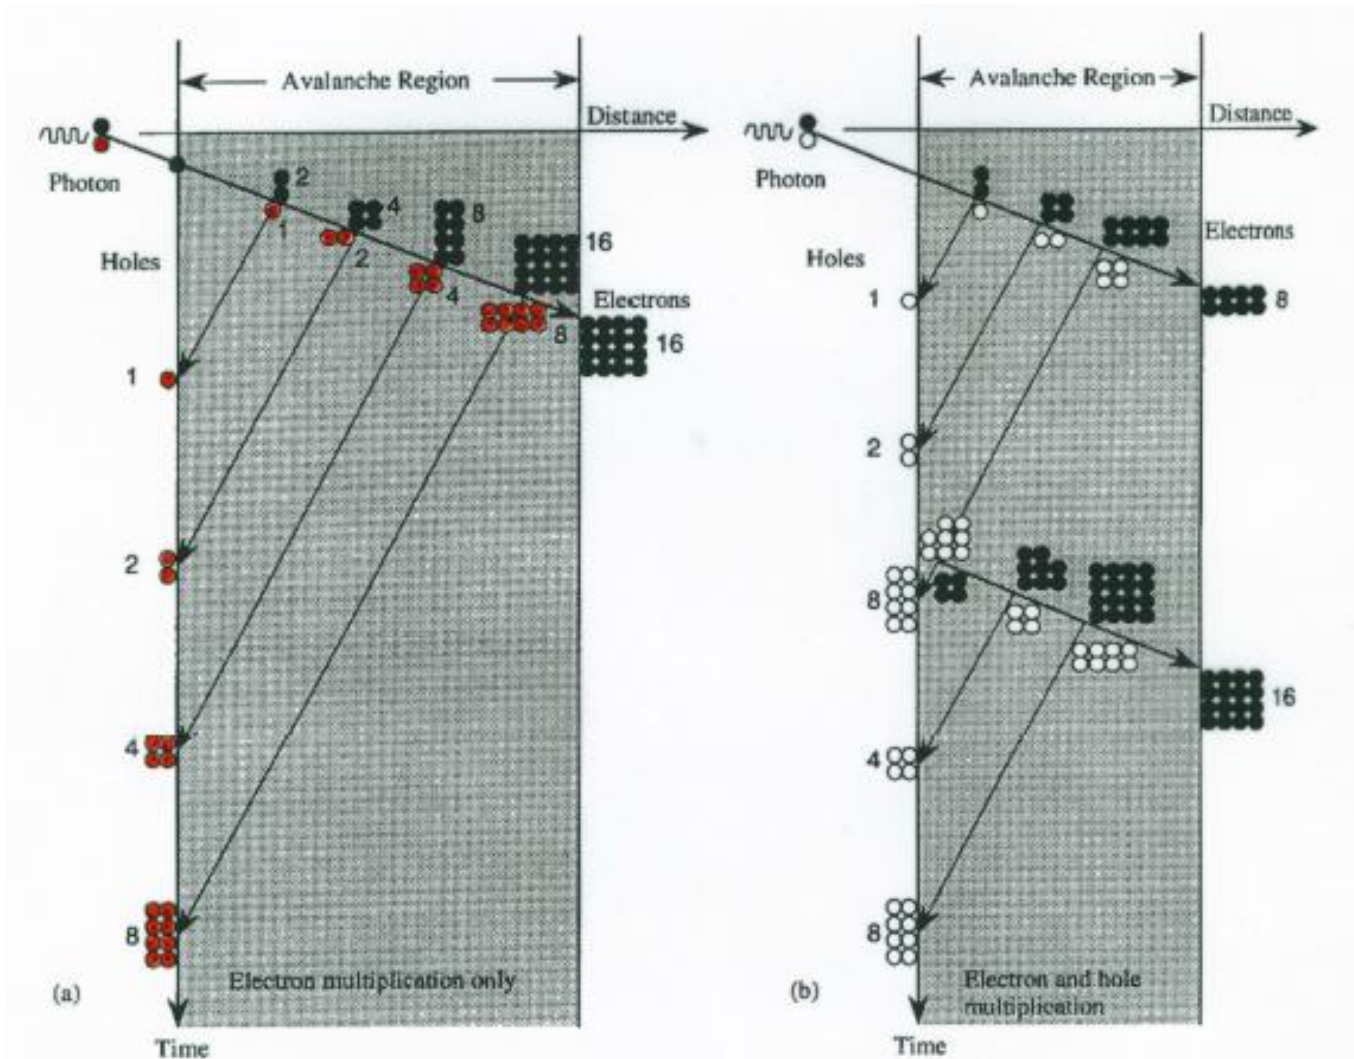 Avalanche Region
Distance
Photon
2
1
4
2
8
4
16
8
Holes
Electrons
16
1
2
4
8
Electron multiplication only
(a)
Time
Avalanche Region
Distance
Photon
Electrons
Holes
1
8
2
8
16
4
8
Electron and hole
multiplication
(b)
Time